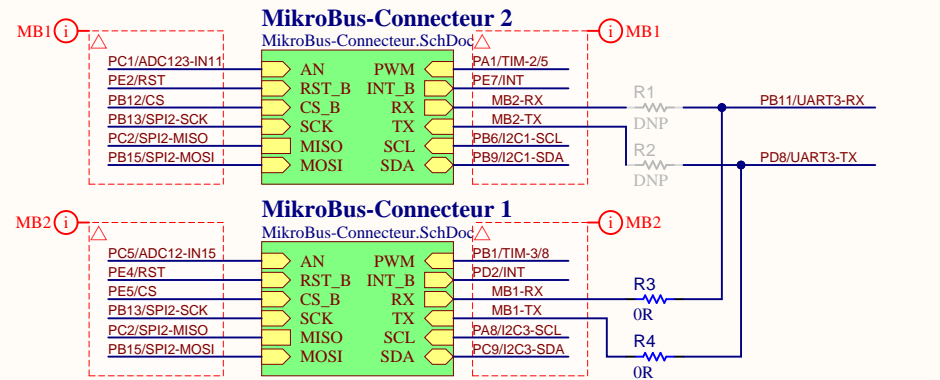 MikroBus-Connecteur 2
MB1 i
MikroBus-Connecteur.SchDoc
i MB1
PC1/ADC123-IN11 AN PWM PA1/TIM-2/5
PE2/RST RST_B INT_B PE7/INT
PB12/CS CS_B RX MB2-RX R1 PB11/UART3-RX
PB13/SPI2-SCK SCK TX MB2-TX DNP
PC2/SPI2-MISO MISO SCL PB6/I2C1-SCL R2
PB15/SPI2-MOSI MOSI SDA PB9/I2C1-SDA PD8/UART3-TX
DNP
MikroBus-Connecteur 1
MB2 i
MikroBus-Connecteur.SchDoc
i MB2
PC5/ADC12-IN15 AN PWM PB1/TIM-3/8
PE4/RST RST_B INT_B PD2/INT
PE5/CS CS_B RX MB1-RX R3
PB13/SPI2-SCK SCK TX MB1-TX 0R
PC2/SPI2-MISO MISO SCL PA8/I2C3-SCL R4
PB15/SPI2-MOSI MOSI SDA PC9/I2C3-SDA
0R